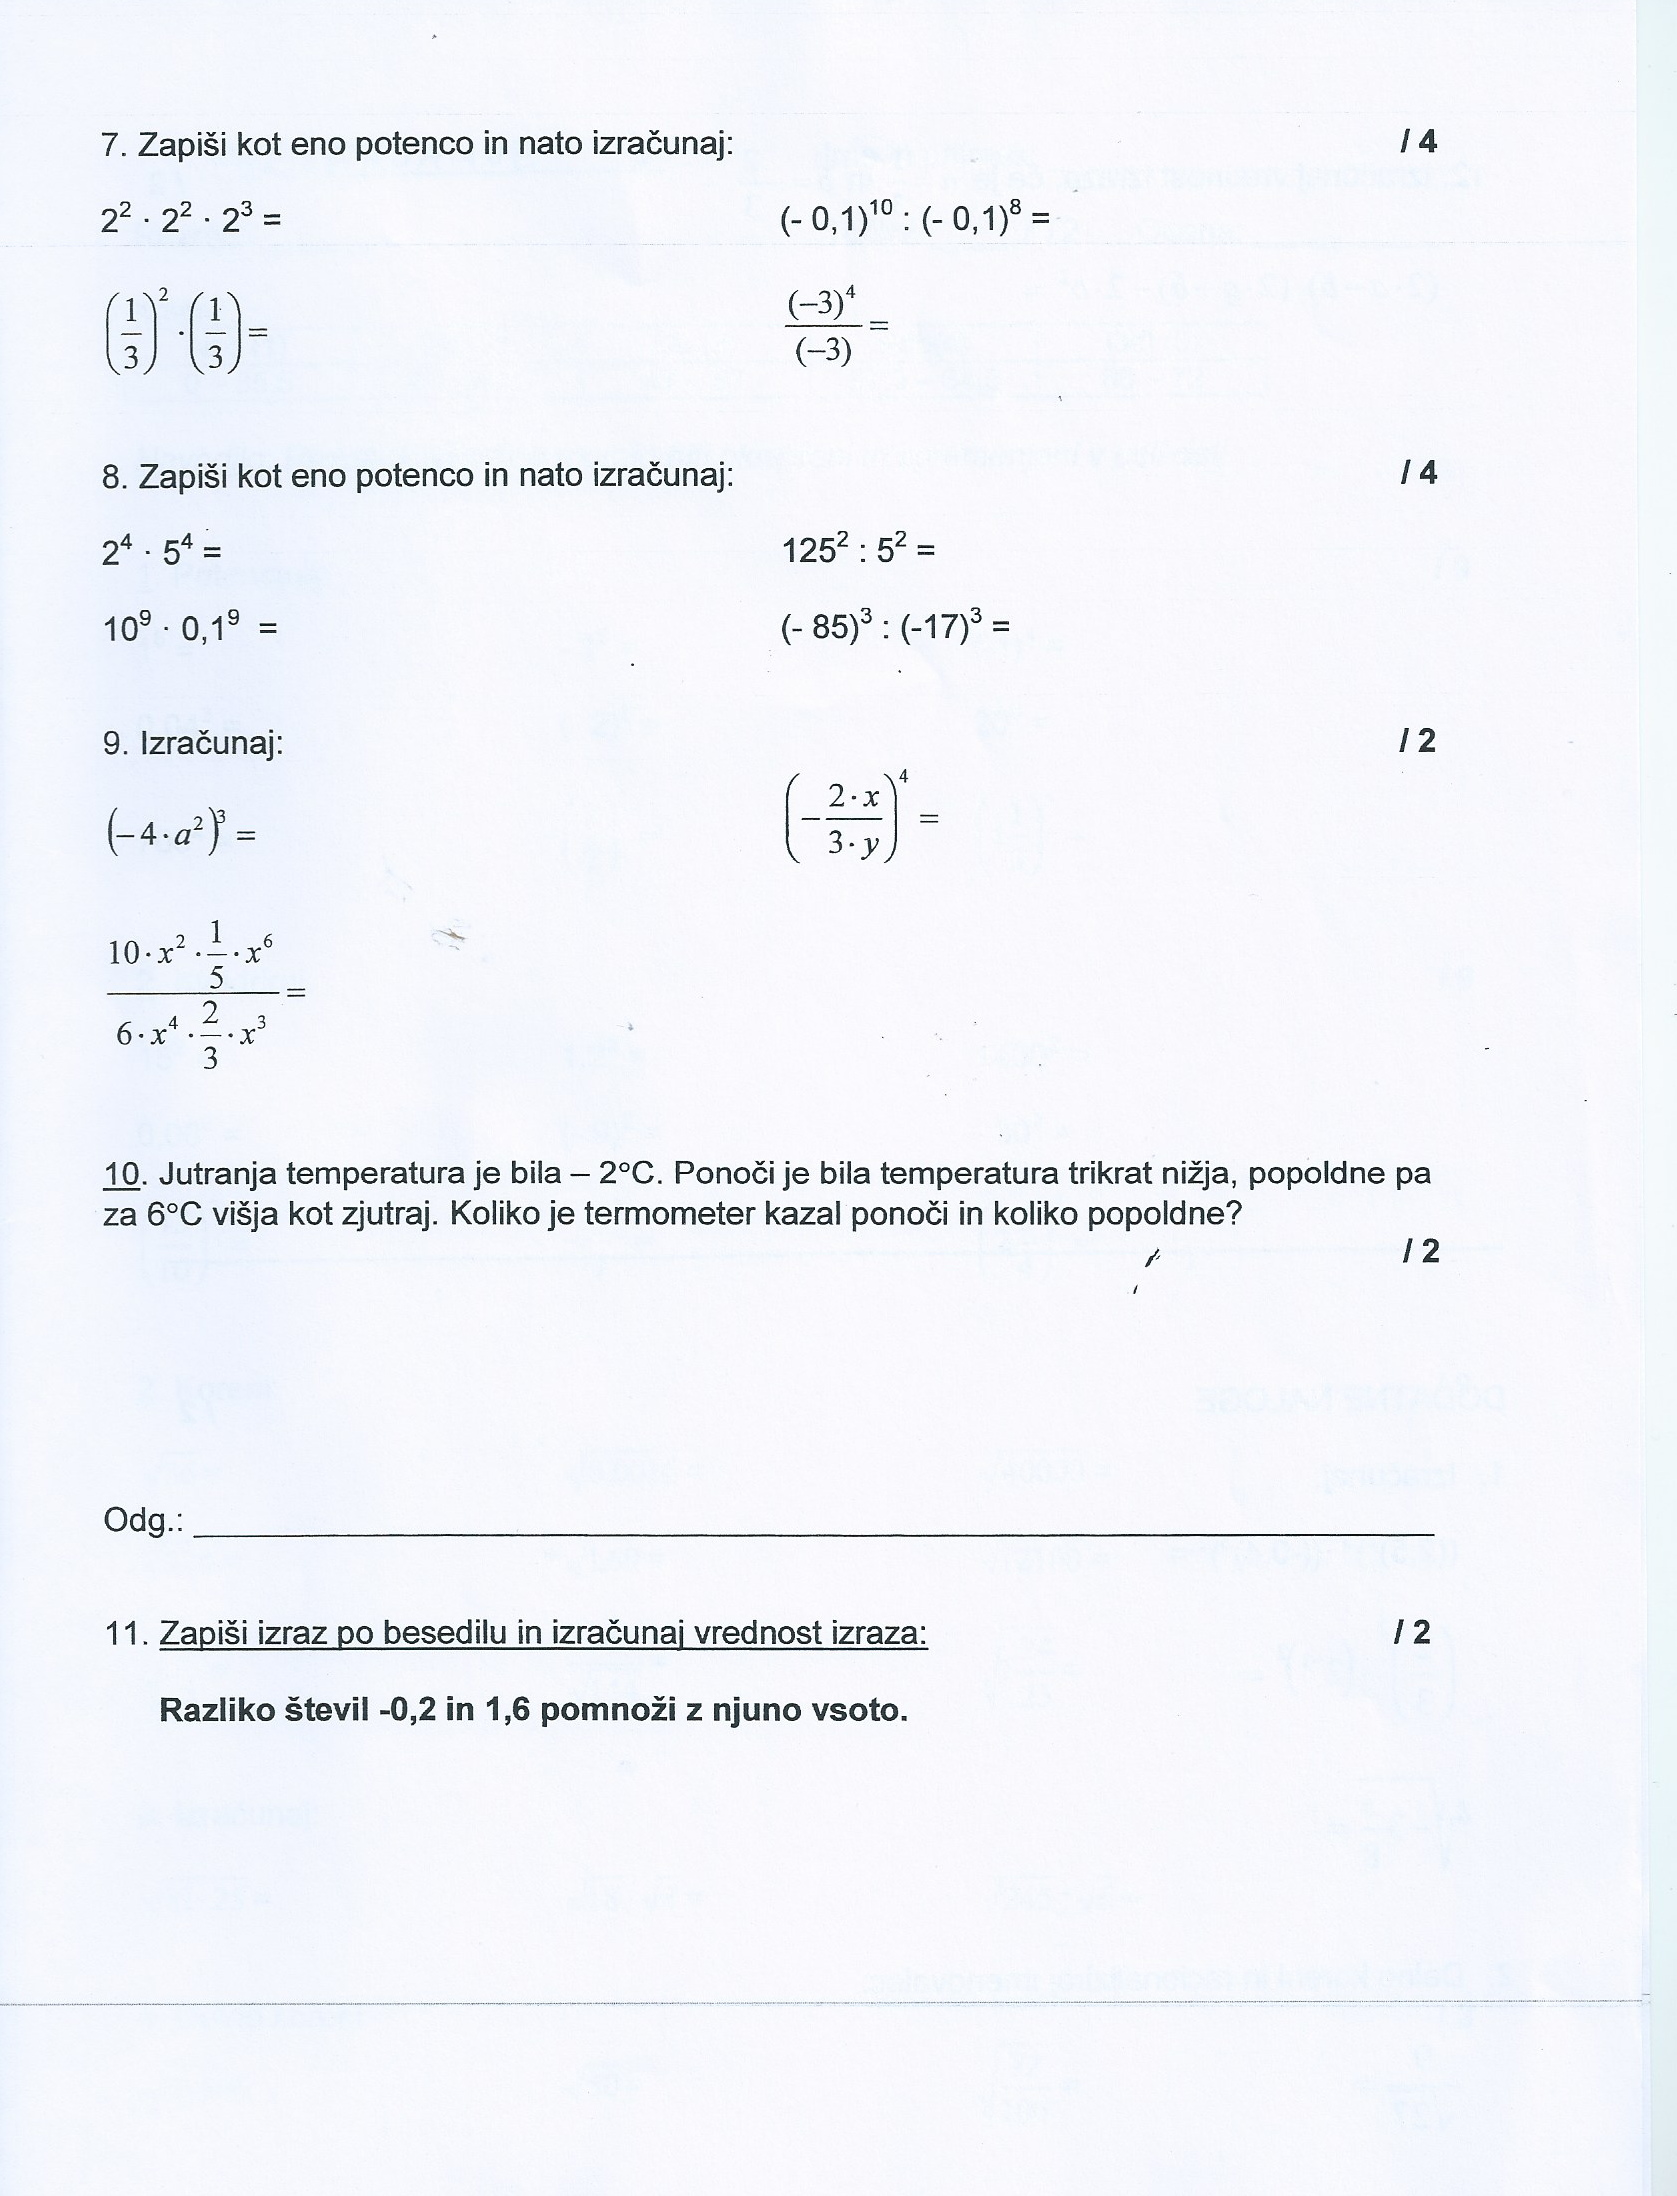 7. Zapiši kot eno potenco in nato izračunaj: / 4
2² · 2² · 2³ = (- 0,1)¹⁰ : (- 0,1)⁸ =
(1/3)² · (1/3) = (–3)⁴/(–3) =
8. Zapiši kot eno potenco in nato izračunaj: / 4
2⁴ · 5⁴ = 125² : 5² =
10⁹ · 0,1⁹ = (- 85)³ : (-17)³ =
9. Izračunaj: / 2
(–4·a²)³ = (–(2·x)/(3·y))⁴ =
(10·x² · 1/5 · x⁶)/(6·x⁴ · 2/3 · x³) =
10. Jutranja temperatura je bila – 2°C. Ponoči je bila temperatura trikrat nižja, popoldne pa
za 6°C višja kot zjutraj. Koliko je termometer kazal ponoči in koliko popoldne?
/ 2
Odg.:
11. Zapiši izraz po besedilu in izračunaj vrednost izraza: / 2
Razliko števil -0,2 in 1,6 pomnoži z njuno vsoto.